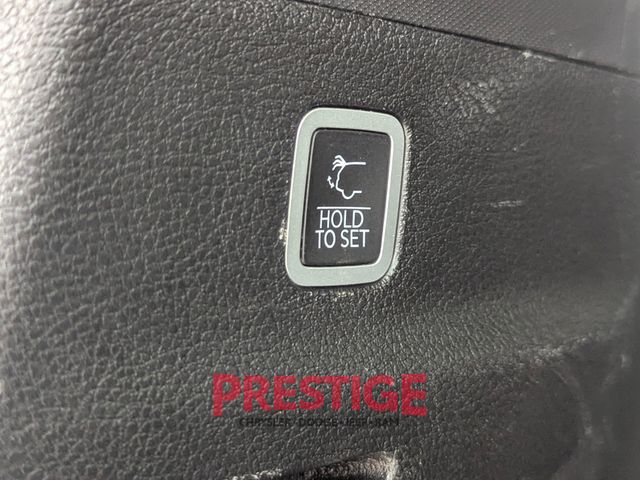 HOLD
TO SET
PRESTIGE
CHRYSLER • DODGE • JEEP • RAM